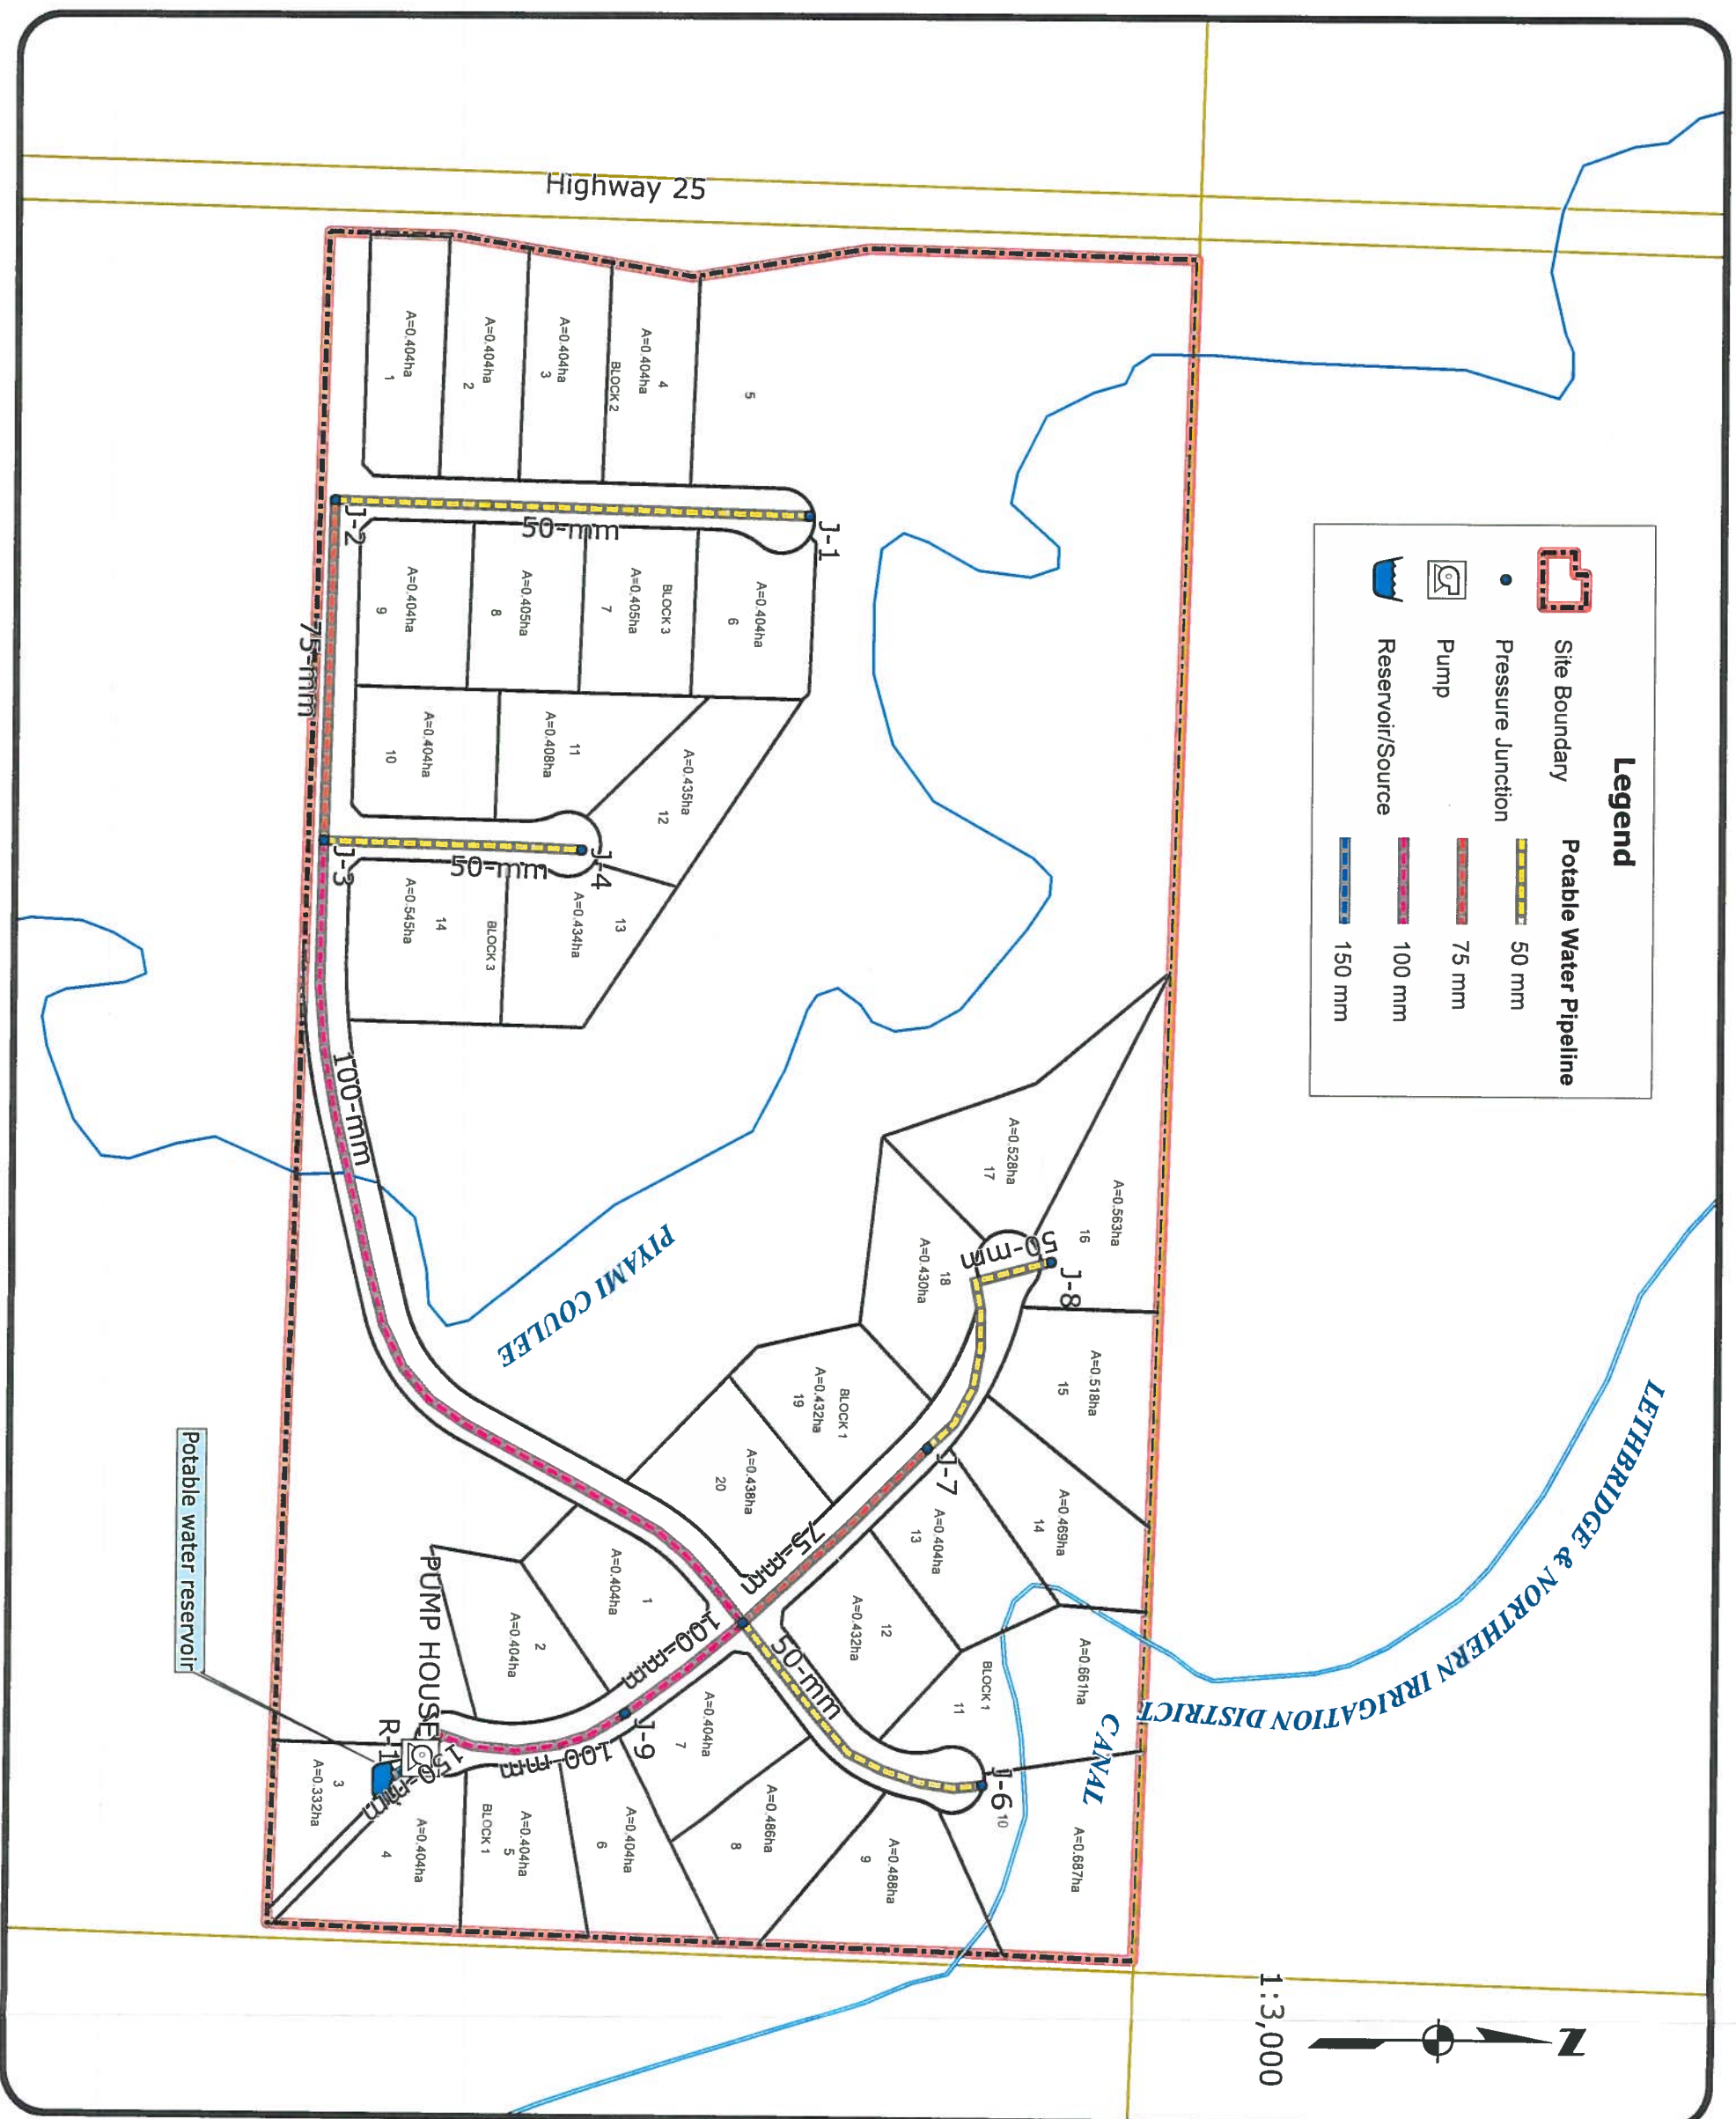 Legend
Site Boundary
Pressure Junction
Pump
Reservoir/Source
Potable Water Pipeline
50 mm
75 mm
100 mm
150 mm
N
1:3,000
Highway 25
LETHBRIDGE & NORTHERN IRRIGATION DISTRICT
CANAL
PIYAMI COULEE
5
4
A=0.404ha
BLOCK 2
A=0.404ha
3
A=0.404ha
2
A=0.404ha
1
J-1
50-mm
J-2
A=0.404ha
6
BLOCK 3
A=0.405ha
7
A=0.405ha
8
A=0.404ha
9
75-mm
A=0.435ha
12
11
A=0.408ha
A=0.404ha
10
J-4
50-mm
J-3
13
A=0.434ha
BLOCK 3
14
A=0.545ha
100-mm
A=0.528ha
17
A=0.563ha
16
50-mm
J-8
18
A=0.430ha
A=0.518ha
15
BLOCK 1
A=0.432ha
19
J-7
A=0.438ha
20
A=0.469ha
14
A=0.404ha
13
75-mm
12
A=0.432ha
A=0.661ha
BLOCK 1
11
50-mm
J-6
10
A=0.687ha
1
A=0.404ha
2
A=0.404ha
100-mm
J-9
100-mm
A=0.404ha
7
A=0.486ha
8
A=0.488ha
9
A=0.404ha
6
A=0.404ha
5
BLOCK 1
A=0.404ha
4
3
A=0.332ha
PUMP HOUSE
R-1
150-mm
Potable water reservoir